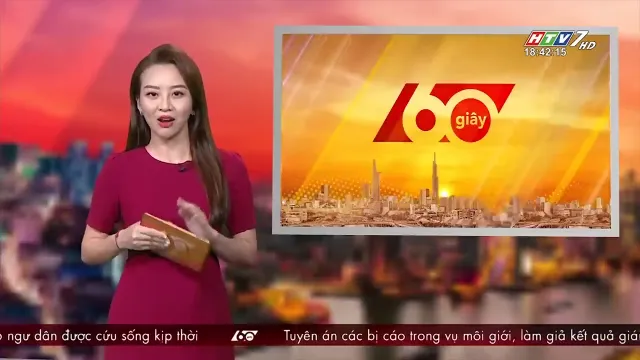 HTV7 HD
18:42:15
60 giây
ngư dân được cứu sống kịp thời 60 Tuyên án các bị cáo trong vụ môi giới, làm giả kết quả